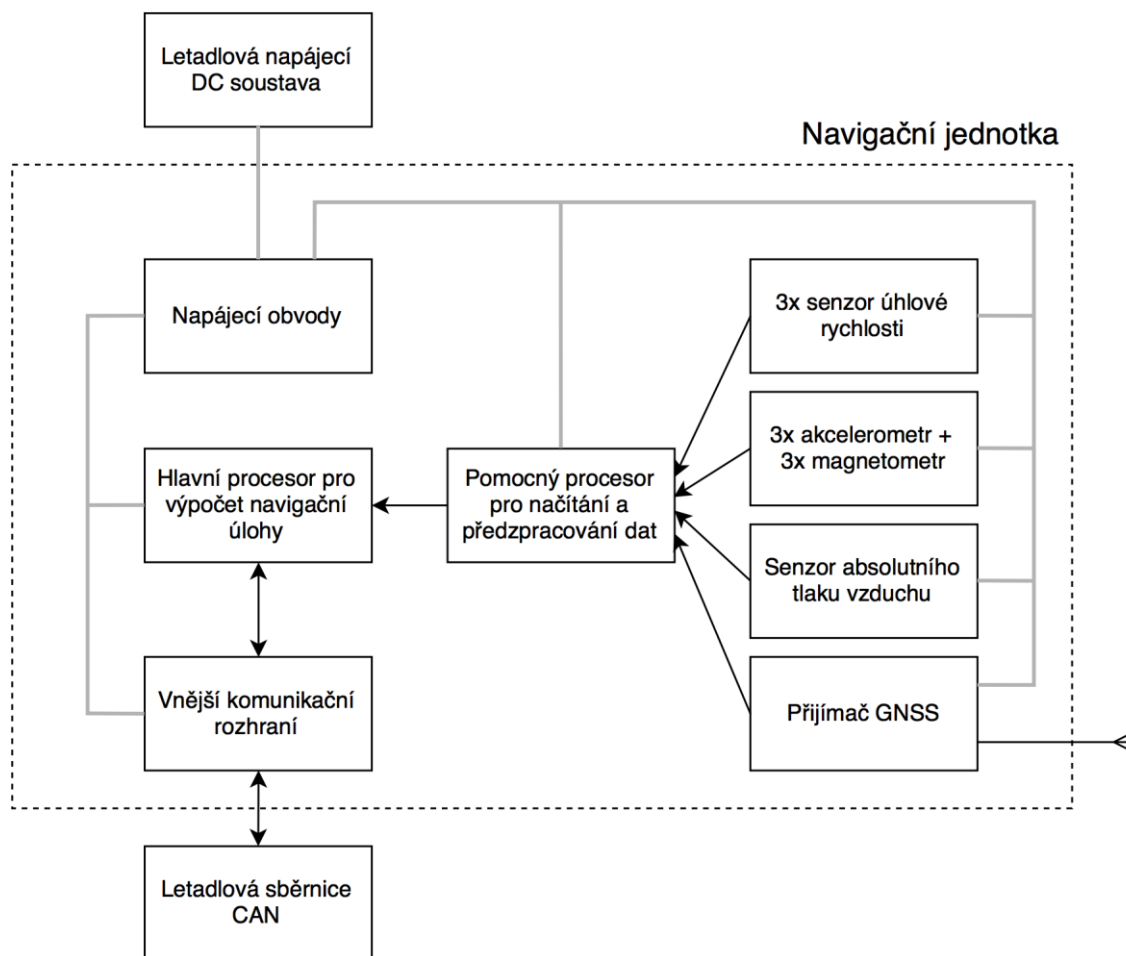 Letadlová napájecí
DC soustava
Navigační jednotka
Napájecí obvody
3x senzor úhlové
rychlosti
Hlavní procesor pro
výpočet navigační
úlohy
Pomocný procesor
pro načítání a
předzpracování dat
3x akcelerometr +
3x magnetometr
Senzor absolutního
tlaku vzduchu
Vnější komunikační
rozhraní
Přijímač GNSS
Letadlová sběrnice
CAN